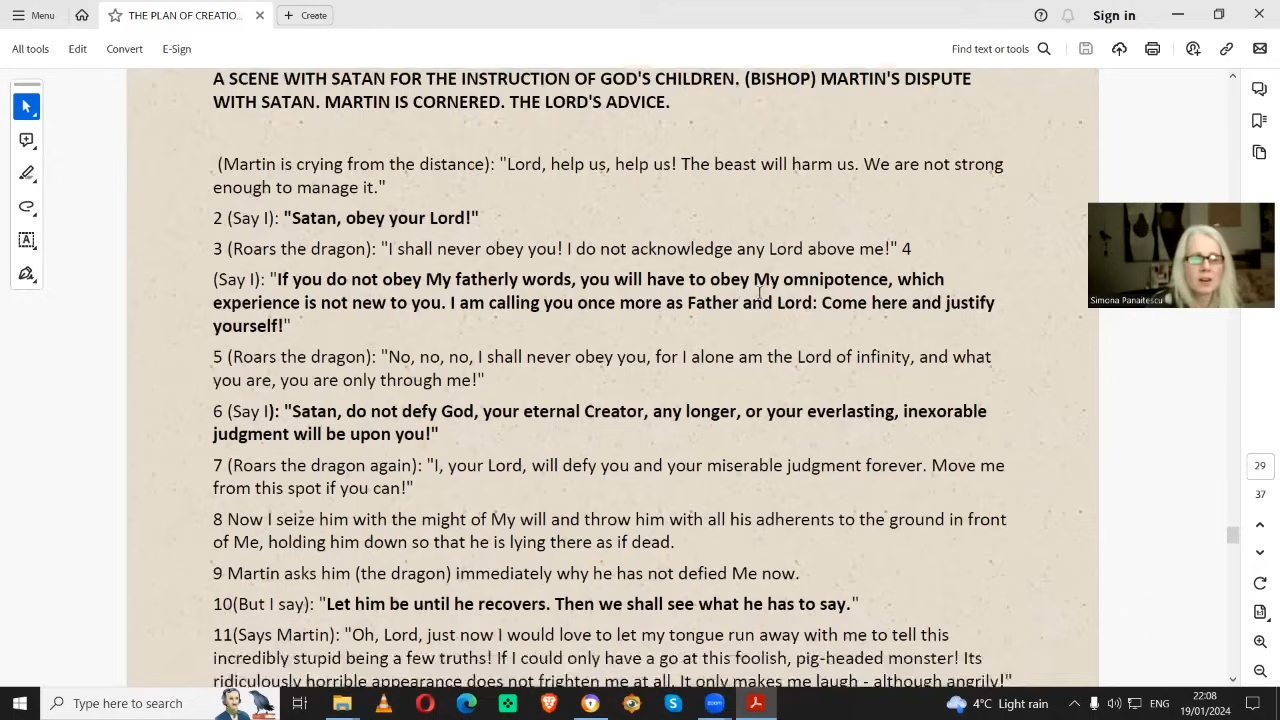 Menu
THE PLAN OF CREATIO...
Create
Sign in
All tools
Edit
Convert
E-Sign
Find text or tools
A SCENE WITH SATAN FOR THE INSTRUCTION OF GOD'S CHILDREN. (BISHOP) MARTIN'S DISPUTE
WITH SATAN. MARTIN IS CORNERED. THE LORD'S ADVICE.
(Martin is crying from the distance): "Lord, help us, help us! The beast will harm us. We are not strong
enough to manage it."
2 (Say I): "Satan, obey your Lord!"
3 (Roars the dragon): "I shall never obey you! I do not acknowledge any Lord above me!" 4
(Say I): "If you do not obey My fatherly words, you will have to obey My omnipotence, which
experience is not new to you. I am calling you once more as Father and Lord: Come here and justify
yourself!"
5 (Roars the dragon): "No, no, no, I shall never obey you, for I alone am the Lord of infinity, and what
you are, you are only through me!"
6 (Say I): "Satan, do not defy God, your eternal Creator, any longer, or your everlasting, inexorable
judgment will be upon you!"
7 (Roars the dragon again): "I, your Lord, will defy you and your miserable judgment forever. Move me
from this spot if you can!"
8 Now I seize him with the might of My will and throw him with all his adherents to the ground in front
of Me, holding him down so that he is lying there as if dead.
9 Martin asks him (the dragon) immediately why he has not defied Me now.
10(But I say): "Let him be until he recovers. Then we shall see what he has to say."
11(Says Martin): "Oh, Lord, just now I would love to let my tongue run away with me to tell this
incredibly stupid being a few truths! If I could only have a go at this foolish, pig-headed monster! Its
ridiculously horrible appearance does not frighten me at all. It only makes me laugh - although angrily!"
Simona Panaitescu
29
37
Type here to search
zoom
4°C Light rain
ENG
22:08
19/01/2024